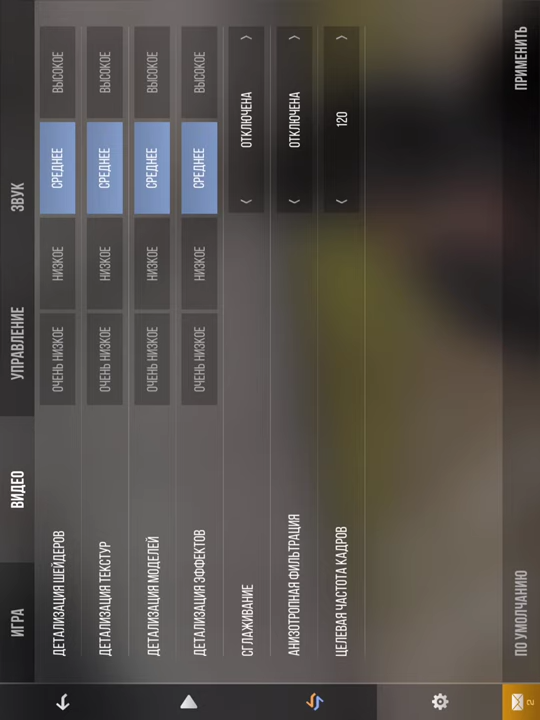 ИГРА
ВИДЕО
УПРАВЛЕНИЕ
ЗВУК
ДЕТАЛИЗАЦИЯ ШЕЙДЕРОВ ОЧЕНЬ НИЗКОЕ НИЗКОЕ СРЕДНЕЕ ВЫСОКОЕ
ДЕТАЛИЗАЦИЯ ТЕКСТУР ОЧЕНЬ НИЗКОЕ НИЗКОЕ СРЕДНЕЕ ВЫСОКОЕ
ДЕТАЛИЗАЦИЯ МОДЕЛЕЙ ОЧЕНЬ НИЗКОЕ НИЗКОЕ СРЕДНЕЕ ВЫСОКОЕ
ДЕТАЛИЗАЦИЯ ЭФФЕКТОВ ОЧЕНЬ НИЗКОЕ НИЗКОЕ СРЕДНЕЕ ВЫСОКОЕ
СГЛАЖИВАНИЕ ОТКЛЮЧЕНА
АНИЗОТРОПНАЯ ФИЛЬТРАЦИЯ ОТКЛЮЧЕНА
ЦЕЛЕВАЯ ЧАСТОТА КАДРОВ 120
2
ПО УМОЛЧАНИЮ
ПРИМЕНИТЬ